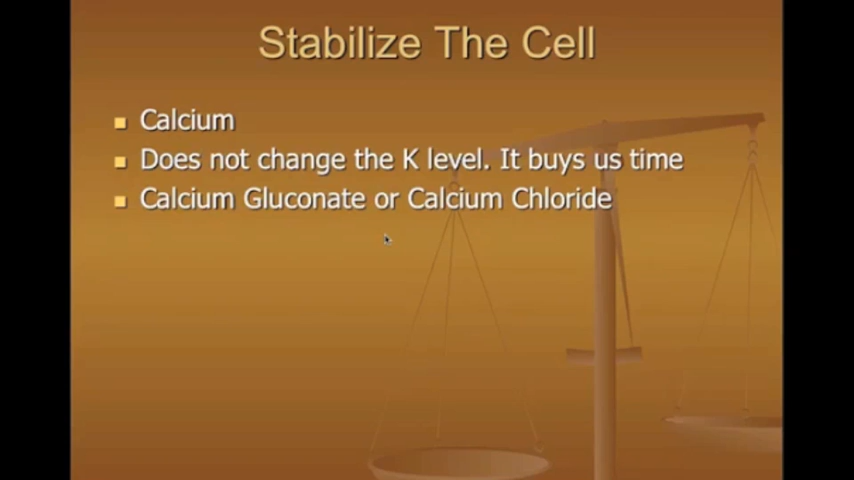 Stabilize The Cell
Calcium
Does not change the K level. It buys us time
Calcium Gluconate or Calcium Chloride